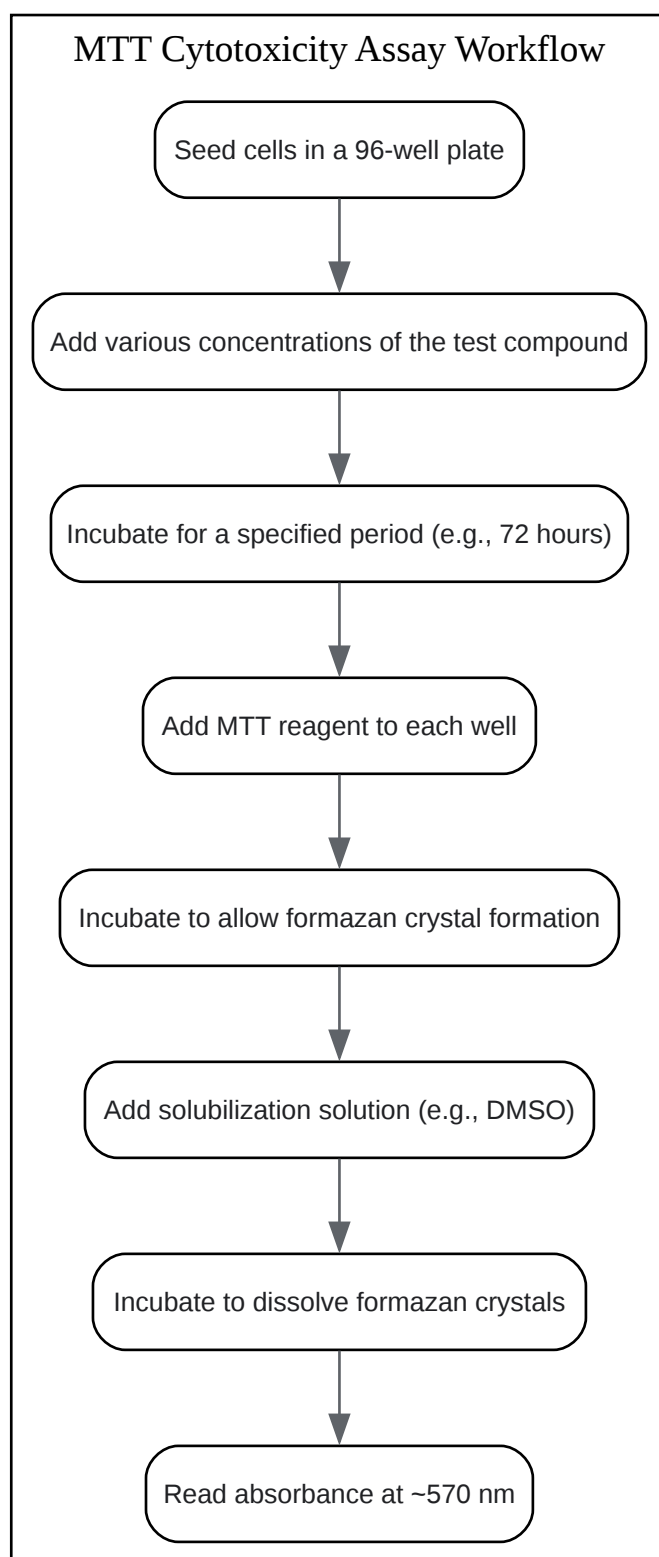 MTT Cytotoxicity Assay Workflow
Seed cells in a 96-well plate
Add various concentrations of the test compound
Incubate for a specified period (e.g., 72 hours)
Add MTT reagent to each well
Incubate to allow formazan crystal formation
Add solubilization solution (e.g., DMSO)
Incubate to dissolve formazan crystals
Read absorbance at ~570 nm